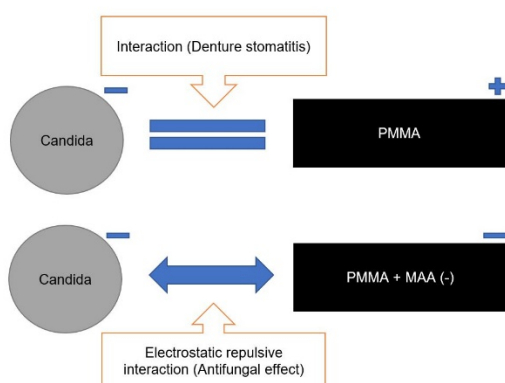 Interaction (Denture stomatitis)
Candida
PMMA
Candida
PMMA + MAA (-)
Electrostatic repulsive
interaction (Antifungal effect)